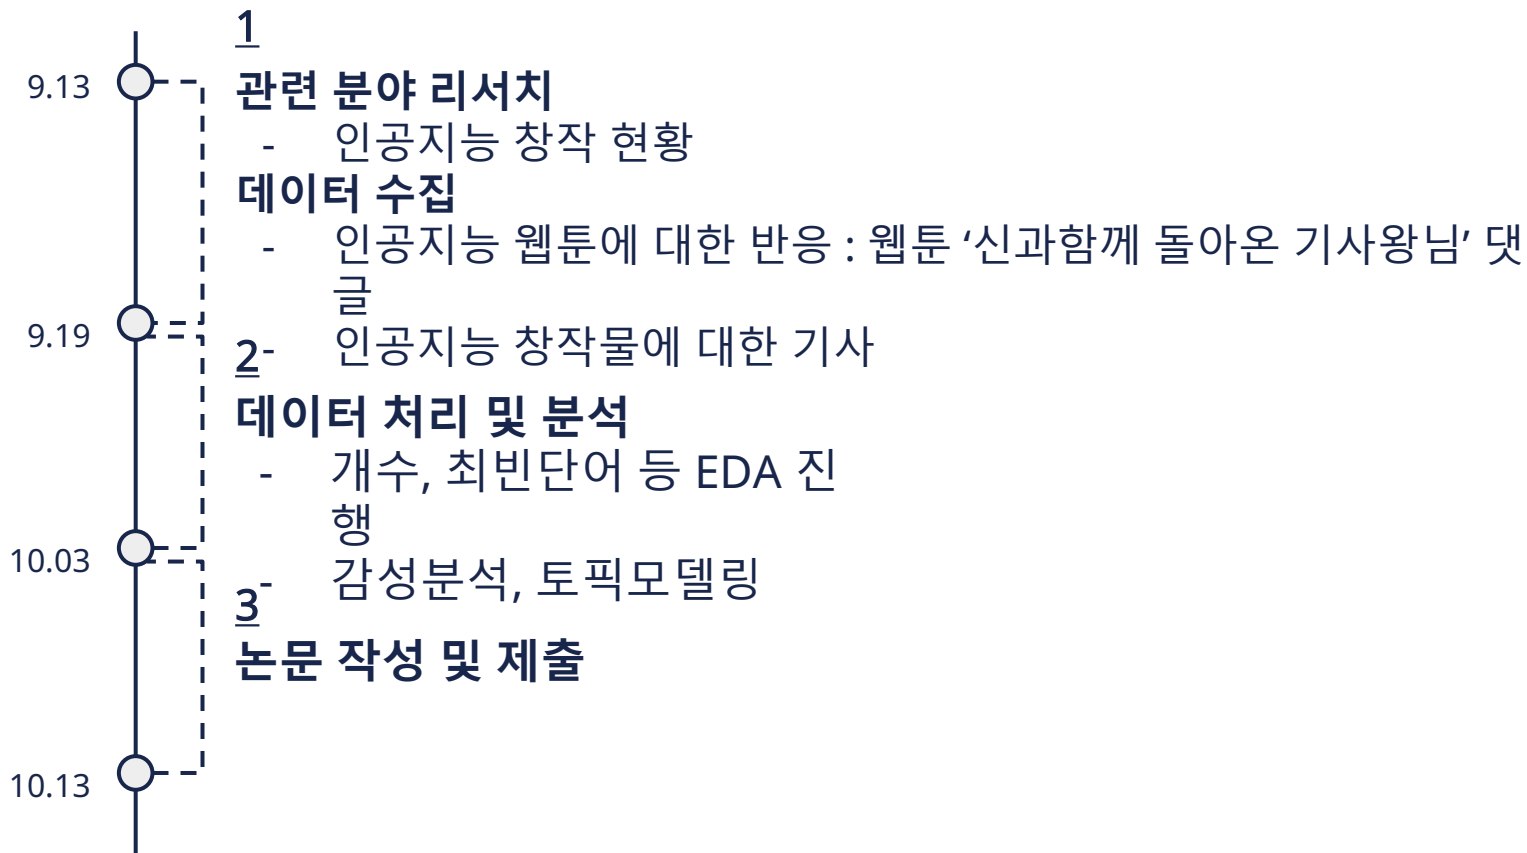 1
9.13
관련 분야 리서치
- 인공지능 창작 현황
데이터 수집
- 인공지능 웹툰에 대한 반응 : 웹툰 ‘신과함께 돌아온 기사왕님’ 댓
글
9.19
- 인공지능 창작물에 대한 기사
2
데이터 처리 및 분석
- 개수, 최빈단어 등 EDA 진
행
10.03
- 감성분석, 토픽모델링
3
논문 작성 및 제출
10.13